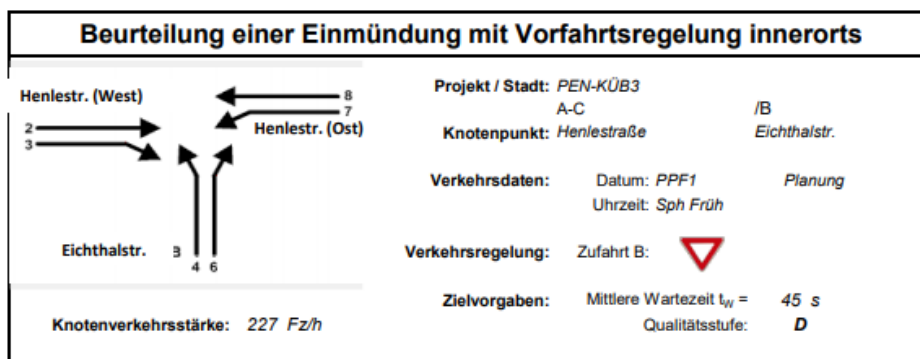 Beurteilung einer Einmündung mit Vorfahrtsregelung innerorts
Henlestr. (West)
8
7
Henlestr. (Ost)
2
3
Eichthalstr.
B
4 6
Knotenverkehrsstärke: 227 Fz/h
Projekt / Stadt: PEN-KÜB3
A-C /B
Knotenpunkt: Henlestraße Eichthalstr.
Verkehrsdaten: Datum: PPF1 Planung
Uhrzeit: Sph Früh
Verkehrsregelung: Zufahrt B:
Zielvorgaben: Mittlere Wartezeit tW = 45 s
Qualitätsstufe: D